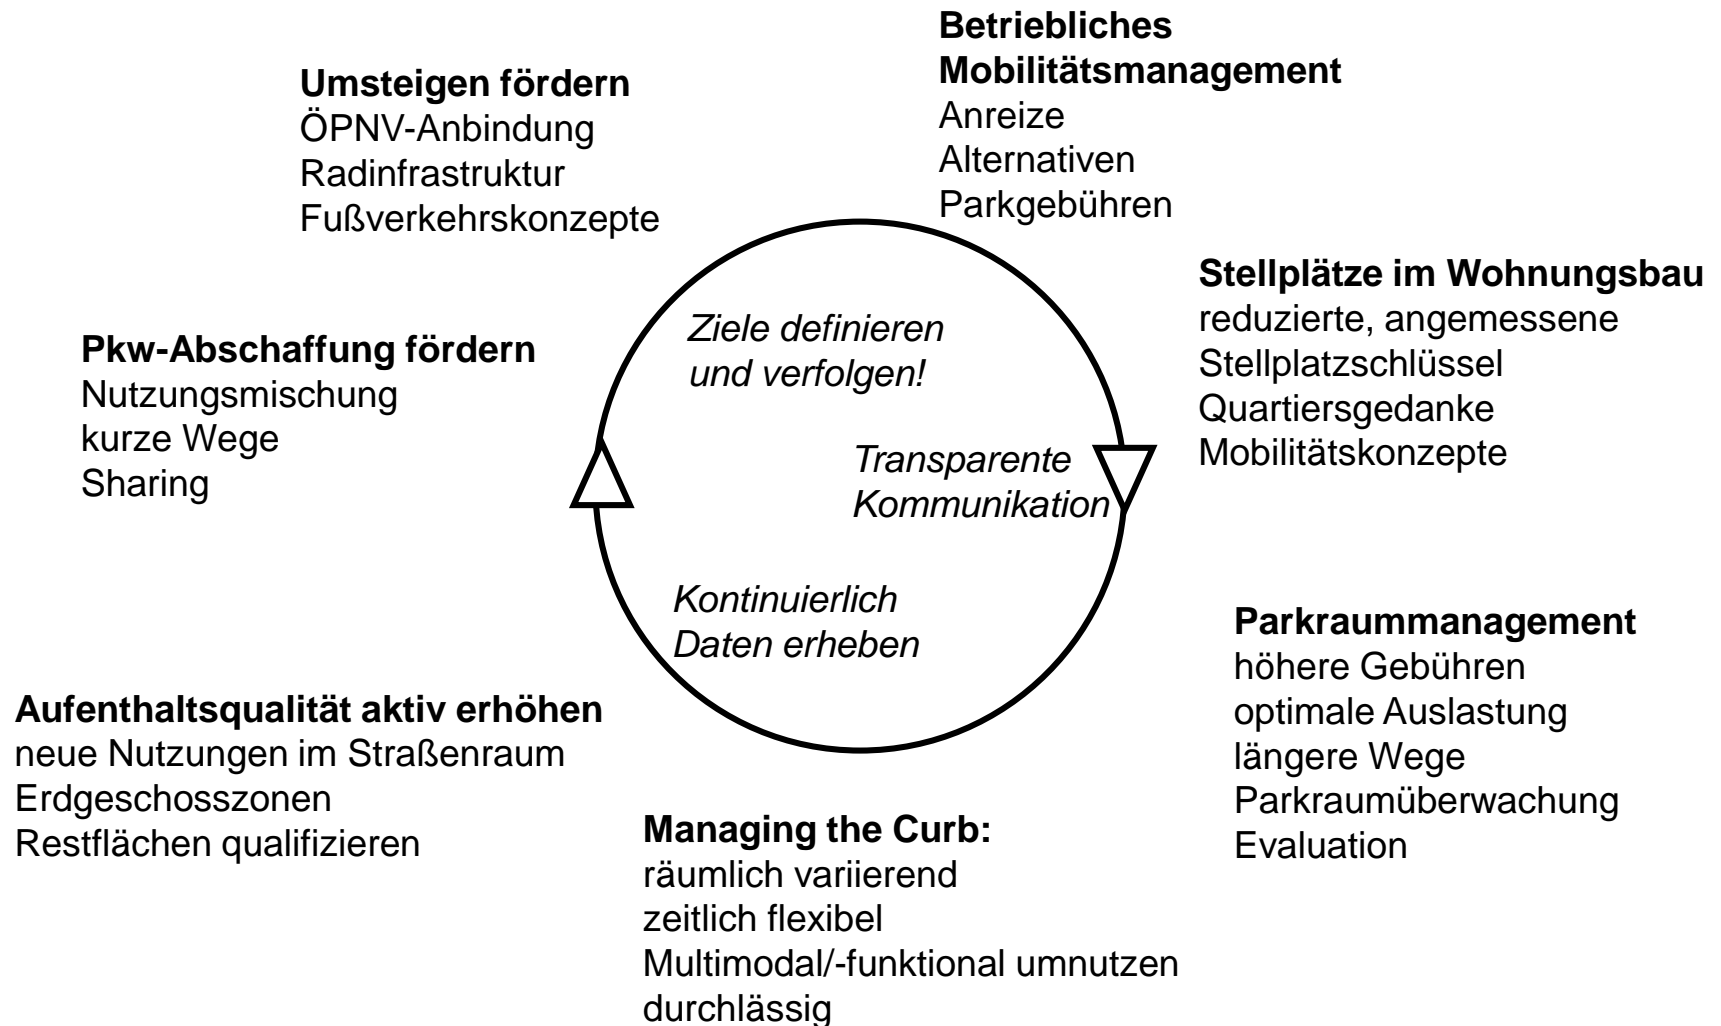 Betriebliches
Mobilitätsmanagement
Anreize
Alternativen
Parkgebühren
Umsteigen fördern
ÖPNV-Anbindung
Radinfrastruktur
Fußverkehrskonzepte
Stellplätze im Wohnungsbau
reduzierte, angemessene
Stellplatzschlüssel
Quartiersgedanke
Mobilitätskonzepte
Ziele definieren
und verfolgen!
Pkw-Abschaffung fördern
Nutzungsmischung
kurze Wege
Sharing
Transparente
Kommunikation
Kontinuierlich
Daten erheben
Parkraummanagement
höhere Gebühren
optimale Auslastung
längere Wege
Parkraumüberwachung
Evaluation
Aufenthaltsqualität aktiv erhöhen
neue Nutzungen im Straßenraum
Erdgeschosszonen
Restflächen qualifizieren
Managing the Curb:
räumlich variierend
zeitlich flexibel
Multimodal/-funktional umnutzen
durchlässig